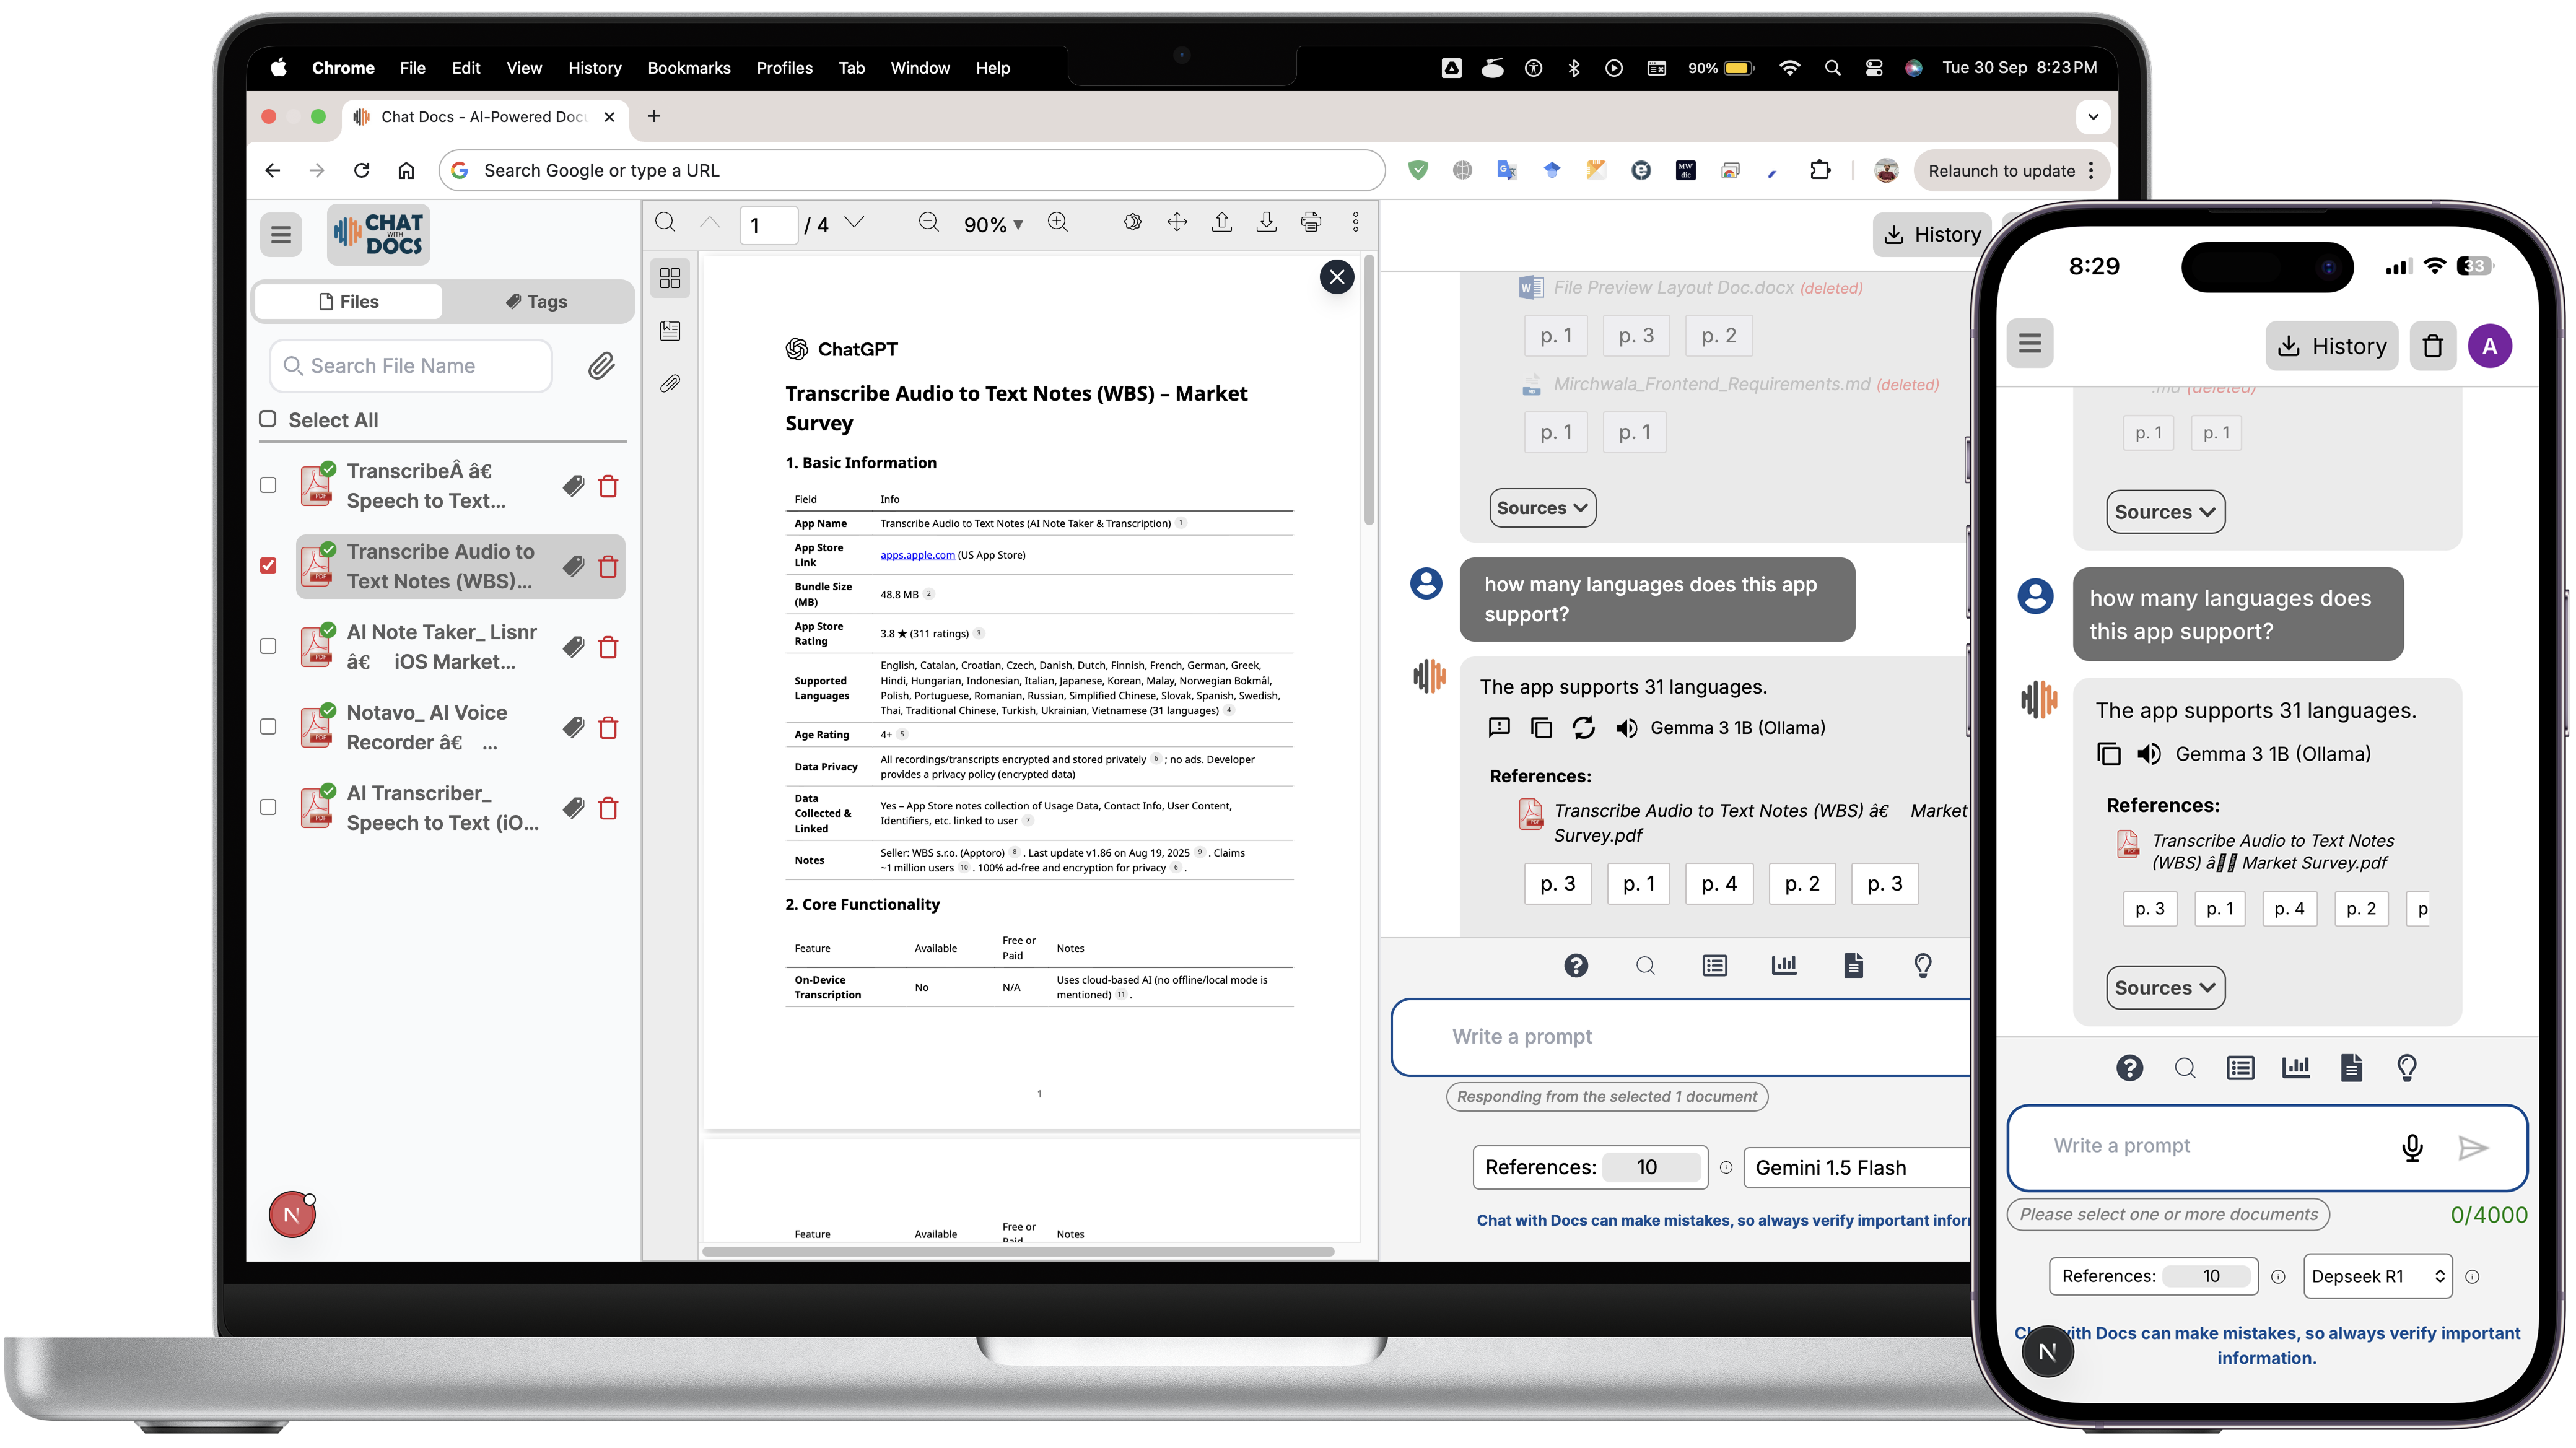 Chrome File Edit View History Bookmarks Profiles Tab Window Help
90% Tue 30 Sep 8:23 PM
Chat Docs - AI-Powered Doc
Search Google or type a URL
MW dic
Relaunch to update
CHAT
WITH
DOCS
Files Tags
Search File Name
Select All
TranscribeÂ â€
Speech to Text...
Transcribe Audio to
Text Notes (WBS)...
AI Note Taker_ Lisnr
â€ iOS Market...
Notavo_ AI Voice
Recorder â€ ...
AI Transcriber_
Speech to Text (iO...
N
1 / 4 90%
ChatGPT
Transcribe Audio to Text Notes (WBS) – Market
Survey
1. Basic Information
Field Info
App Name Transcribe Audio to Text Notes (AI Note Taker & Transcription) 1
App Store
Link
apps.apple.com (US App Store)
Bundle Size
(MB)
48.8 MB 2
App Store
Rating
3.8 ★ (311 ratings) 3
Supported
Languages
English, Catalan, Croatian, Czech, Danish, Dutch, Finnish, French, German, Greek,
Hindi, Hungarian, Indonesian, Italian, Japanese, Korean, Malay, Norwegian Bokmål,
Polish, Portuguese, Romanian, Russian, Simplified Chinese, Slovak, Spanish, Swedish,
Thai, Traditional Chinese, Turkish, Ukrainian, Vietnamese (31 languages) 4
Age Rating 4+ 5
Data Privacy
All recordings/transcripts encrypted and stored privately 6 ; no ads. Developer
provides a privacy policy (encrypted data)
Data
Collected &
Linked
Yes – App Store notes collection of Usage Data, Contact Info, User Content,
Identifiers, etc. linked to user 7
Notes
Seller: WBS s.r.o. (Apptoro) 8 . Last update v1.86 on Aug 19, 2025 9 . Claims
~1 million users 10 . 100% ad-free and encryption for privacy 6 .
2. Core Functionality
Feature Available Free or
Paid Notes
On-Device
Transcription
No N/A
Uses cloud-based AI (no offline/local mode is
mentioned) 11 .
1
Feature Available Free or
Paid Notes
History
File Preview Layout Doc.docx (deleted)
p. 1 p. 3 p. 2
Mirchwala_Frontend_Requirements.md (deleted)
p. 1 p. 1
Sources
how many languages does this app
support?
The app supports 31 languages.
Gemma 3 1B (Ollama)
References:
Transcribe Audio to Text Notes (WBS) â€ Market
Survey.pdf
p. 3 p. 1 p. 4 p. 2 p. 3
Write a prompt
Responding from the selected 1 document
References: 10 Gemini 1.5 Flash
Chat with Docs can make mistakes, so always verify important infor
8:29 33
History A
.md (deleted)
p. 1 p. 1
Sources
how many languages does
this app support?
The app supports 31 languages.
Gemma 3 1B (Ollama)
References:
Transcribe Audio to Text Notes
(WBS) â Market Survey.pdf
p. 3 p. 1 p. 4 p. 2 p
Sources
Write a prompt
Please select one or more documents 0/4000
References: 10 Depseek R1
with Docs can make mistakes, so always verify important
information.
N